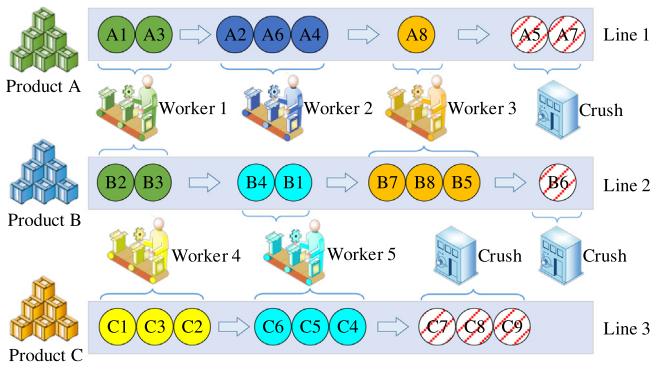 A1 A3 A2 A6 A4 A8 A5 A7 Line 1
Product A
Worker 1 Worker 2 Worker 3 Crush
B2 B3 B4 B1 B7 B8 B5 B6 Line 2
Product B
Worker 4 Worker 5 Crush Crush
C1 C3 C2 C6 C5 C4 C7 C8 C9 Line 3
Product C